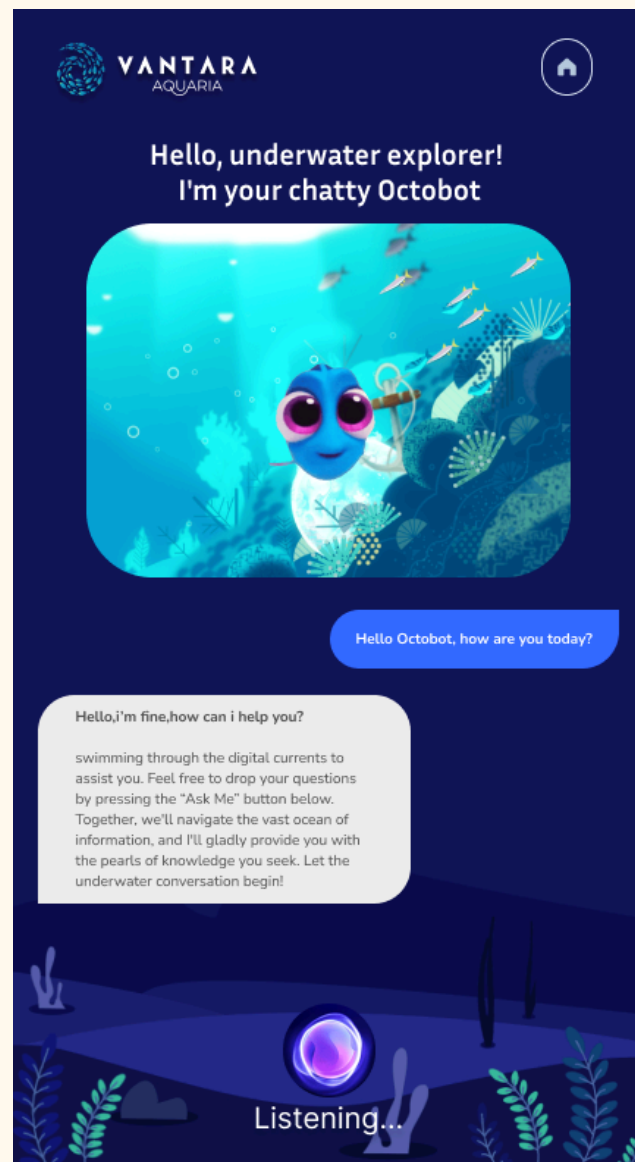 VANTARA
AQUARIA
Hello, underwater explorer!
I'm your chatty Octobot
Hello Octobot, how are you today?
Hello,i'm fine,how can i help you?
swimming through the digital currents to
assist you. Feel free to drop your questions
by pressing the “Ask Me” button below.
Together, we'll navigate the vast ocean of
information, and I'll gladly provide you with
the pearls of knowledge you seek. Let the
underwater conversation begin!
Listening...